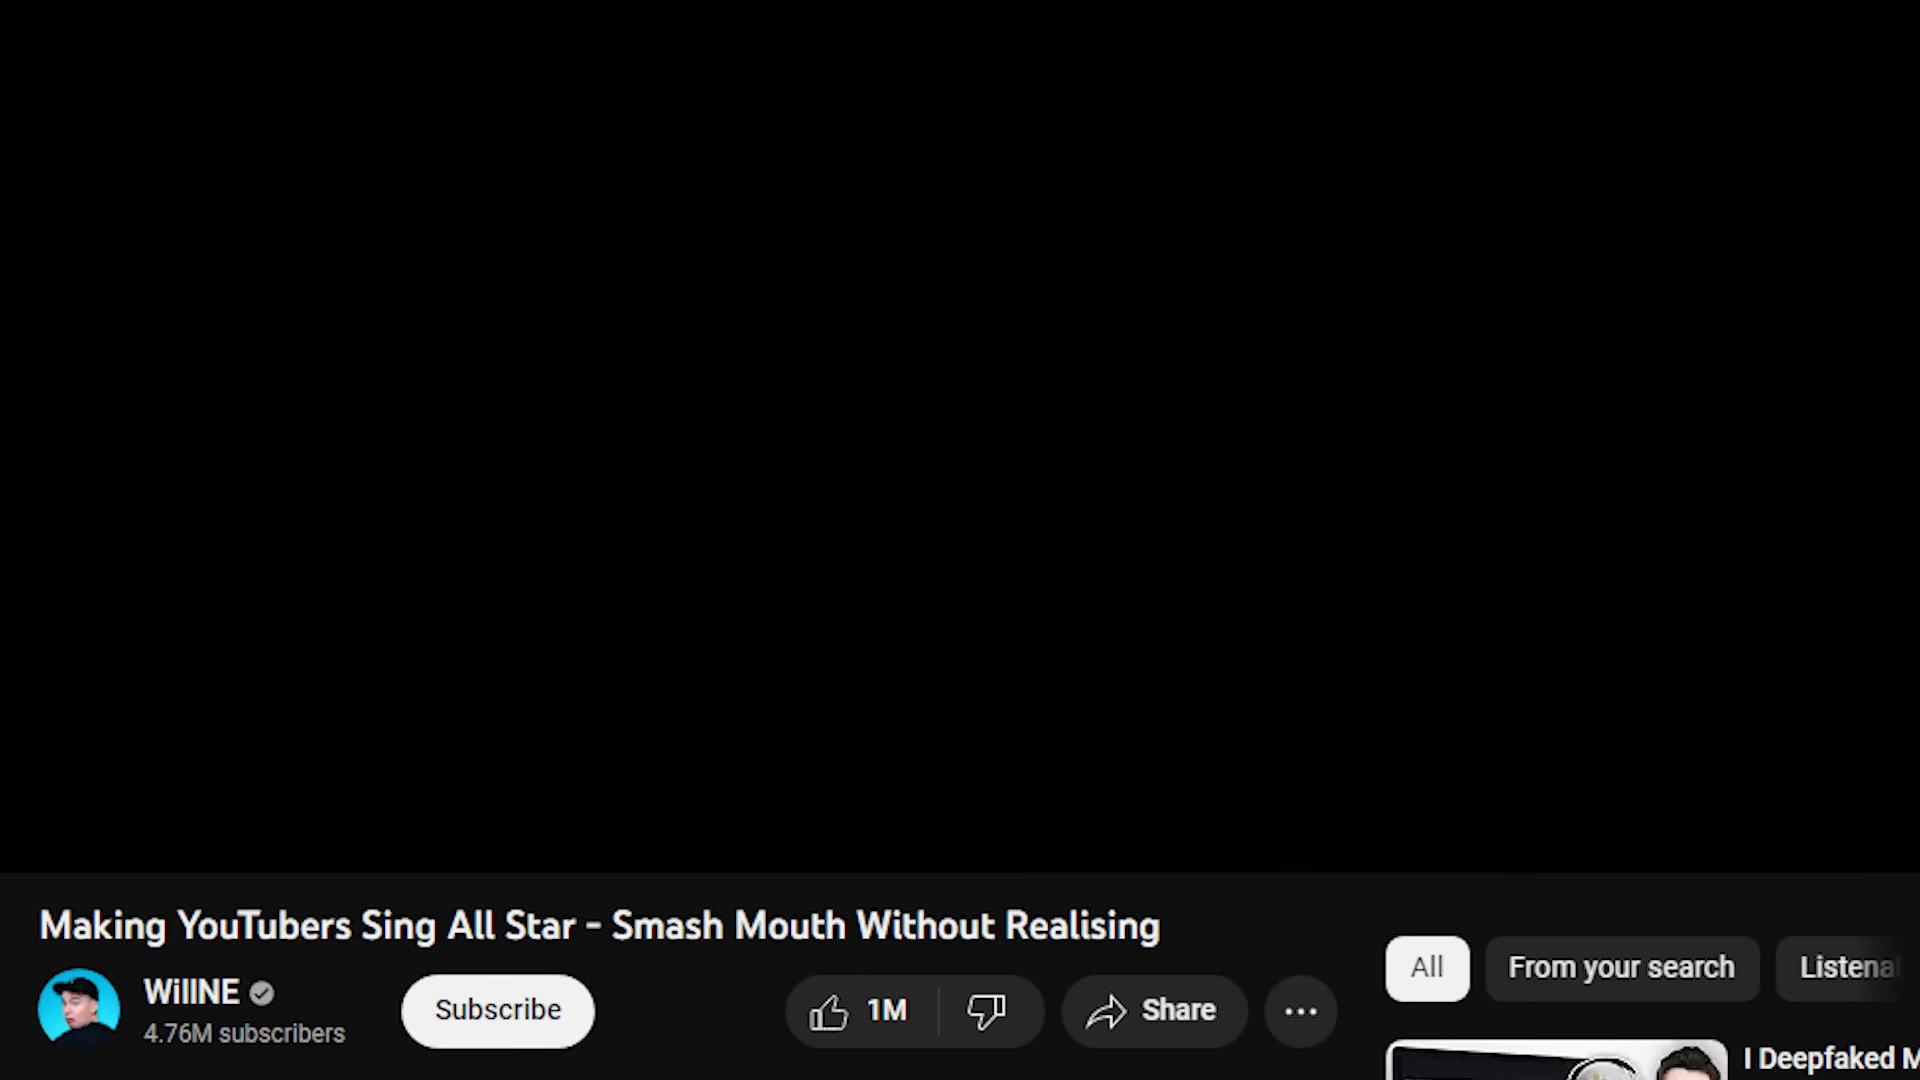 Making YouTubers Sing All Star - Smash Mouth Without Realising
WillNE
4.76M subscribers
Subscribe
1M
Share
All
From your search
Listena
I Deepfaked M